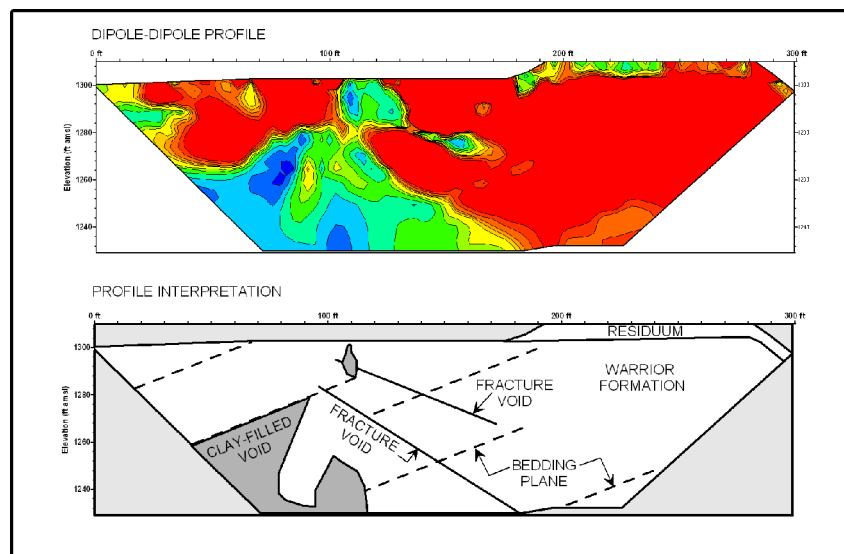 DIPOLE-DIPOLE PROFILE
0 ft 100 ft 200 ft 300 ft
Elevation (ft amsl)
1300
1280
1260
1240
PROFILE INTERPRETATION
0 ft 100 ft 200 ft 300 ft
Elevation (ft amsl)
1300
1280
1260
1240
RESIDUUM
WARRIOR
FORMATION
FRACTURE
VOID
CLAY-FILLED
VOID
FRACTURE
VOID
BEDDING
PLANE